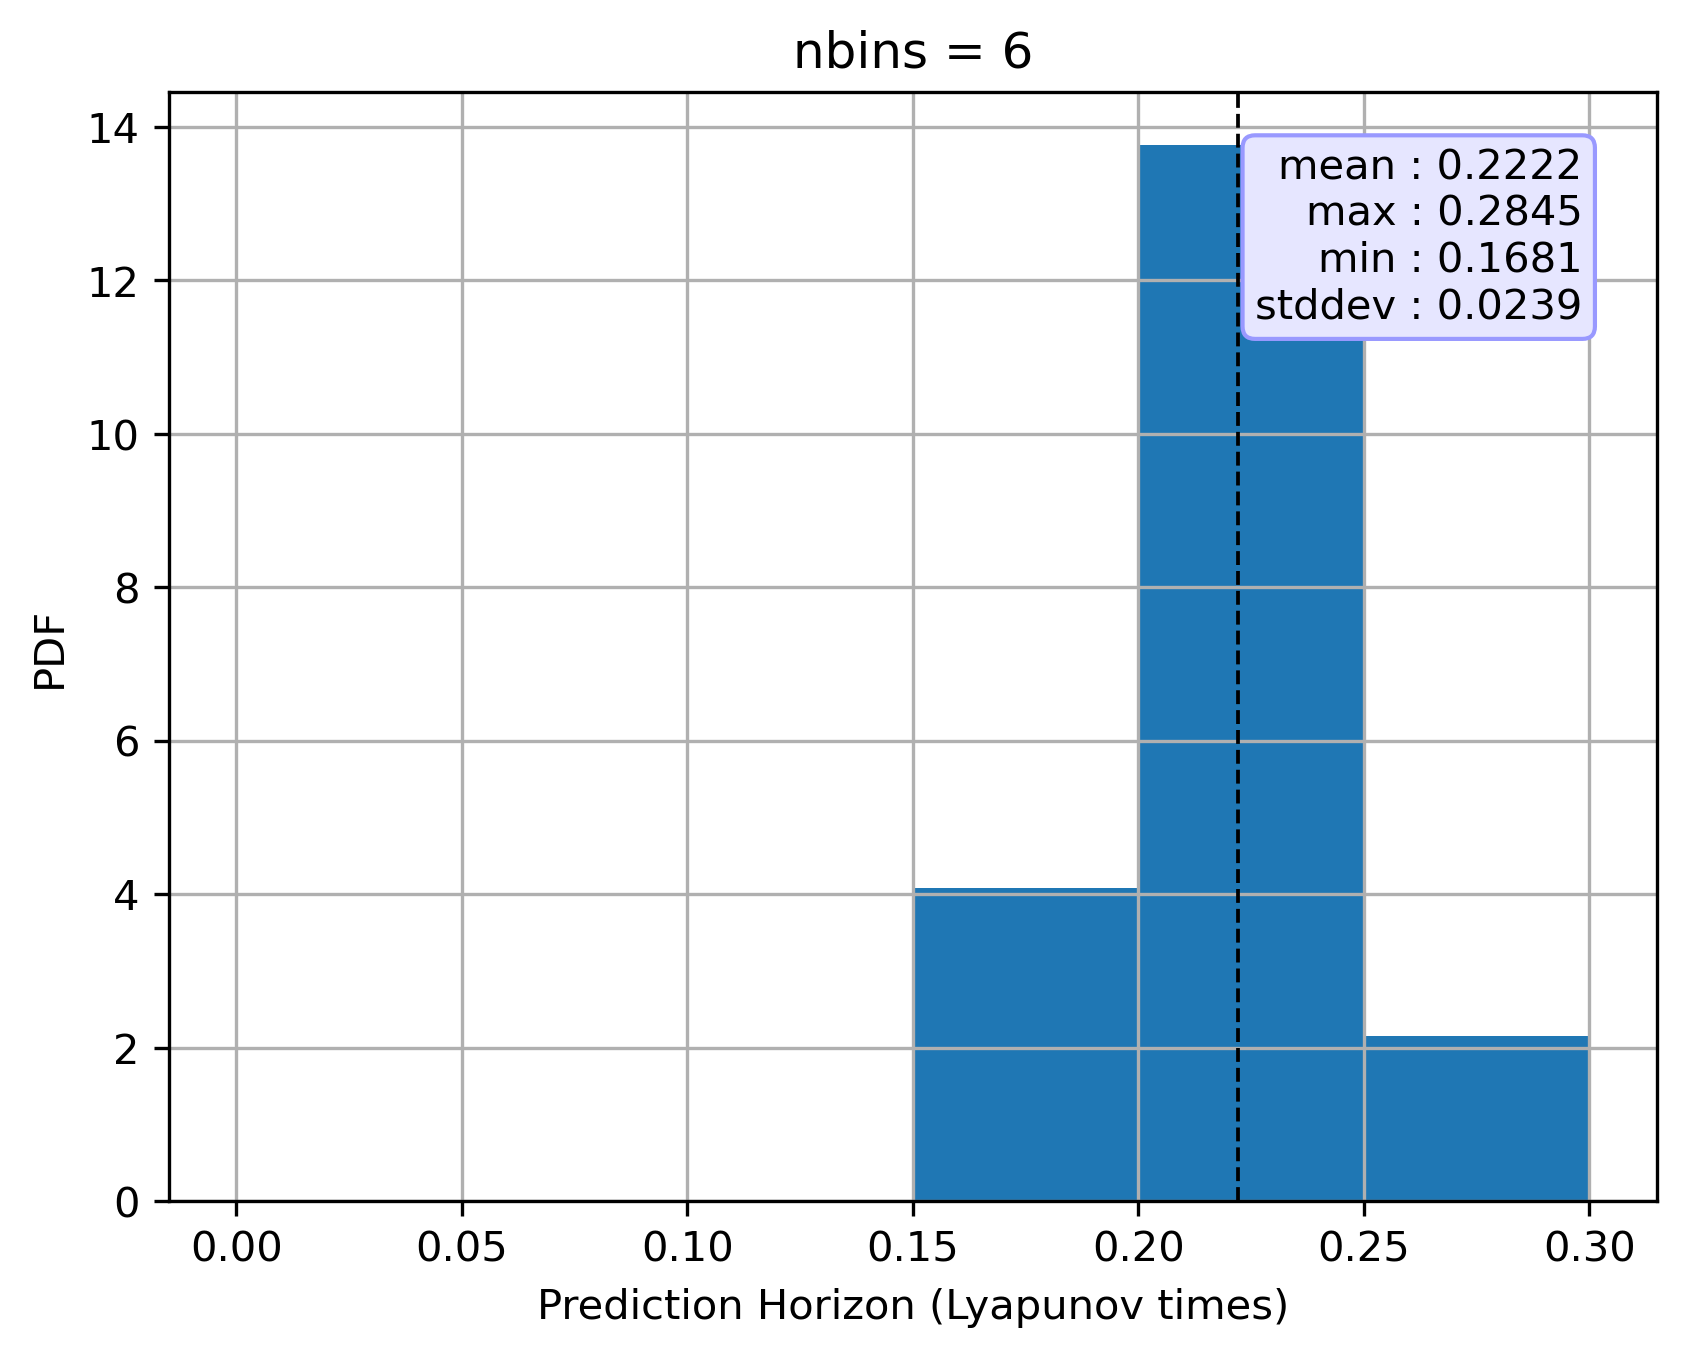 nbins = 6
14
12
10
8
6
4
2
0
PDF
mean : 0.2222
max : 0.2845
min : 0.1681
stddev : 0.0239
0.00 0.05 0.10 0.15 0.20 0.25 0.30
Prediction Horizon (Lyapunov times)